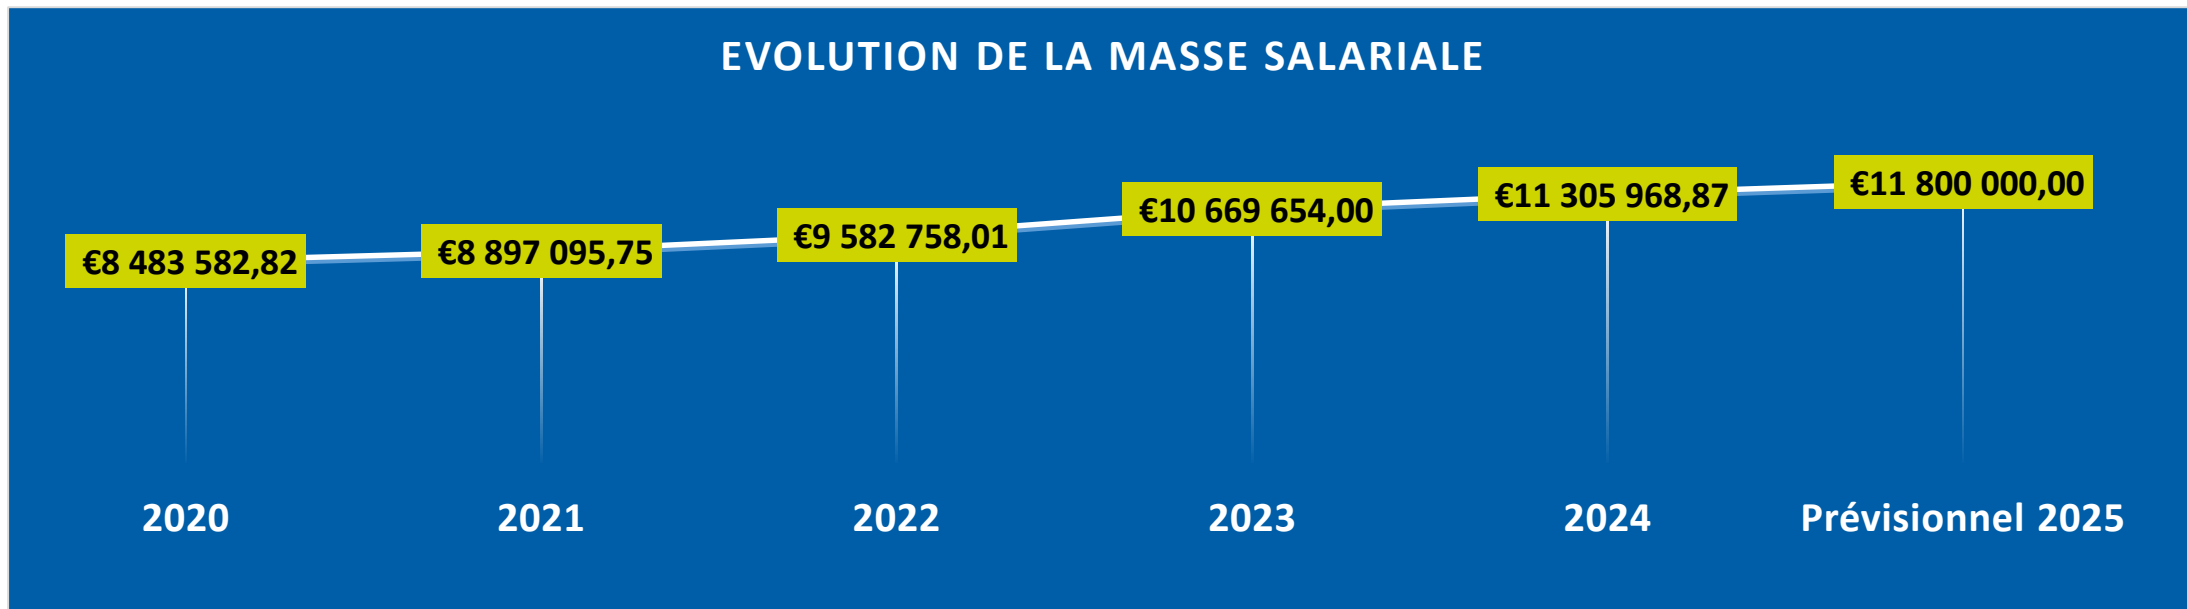 EVOLUTION DE LA MASSE SALARIALE
€8 483 582,82
€8 897 095,75
€9 582 758,01
€10 669 654,00
€11 305 968,87
€11 800 000,00
2020
2021
2022
2023
2024
Prévisionnel 2025